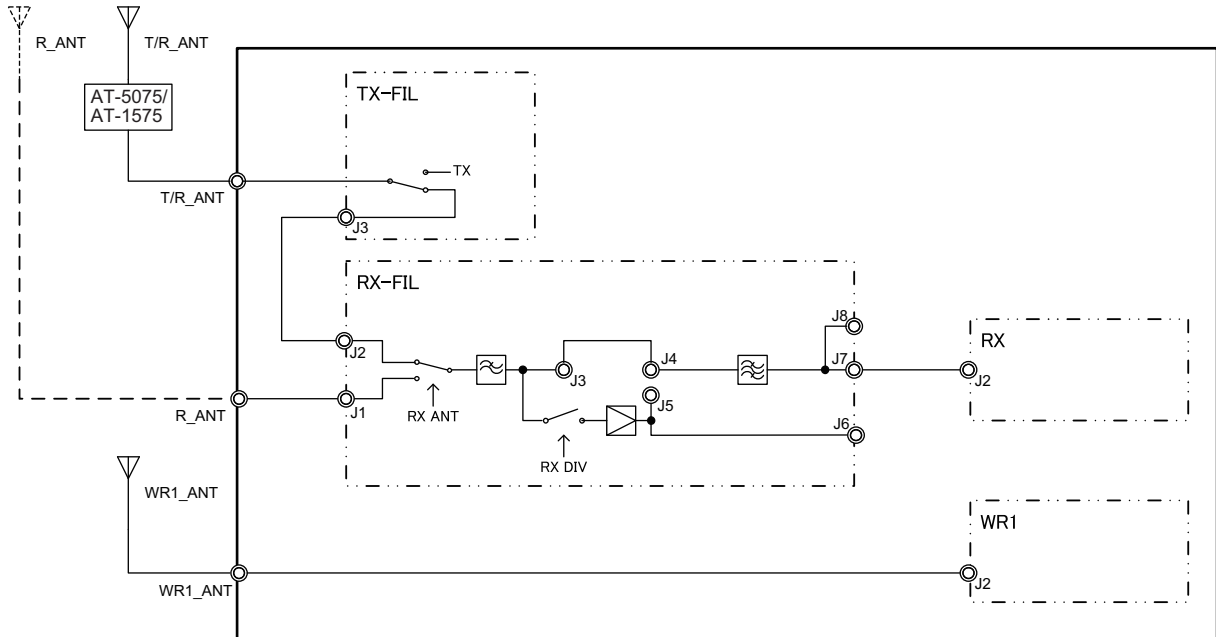 R_ANT
T/R_ANT
AT-5075/
AT-1575
TX-FIL
TX
T/R_ANT
J3
RX-FIL
J8
J2
J3
J4
J7
RX
J2
J5
J1
RX ANT
R_ANT
J6
RX DIV
WR1_ANT
WR1
WR1_ANT
J2